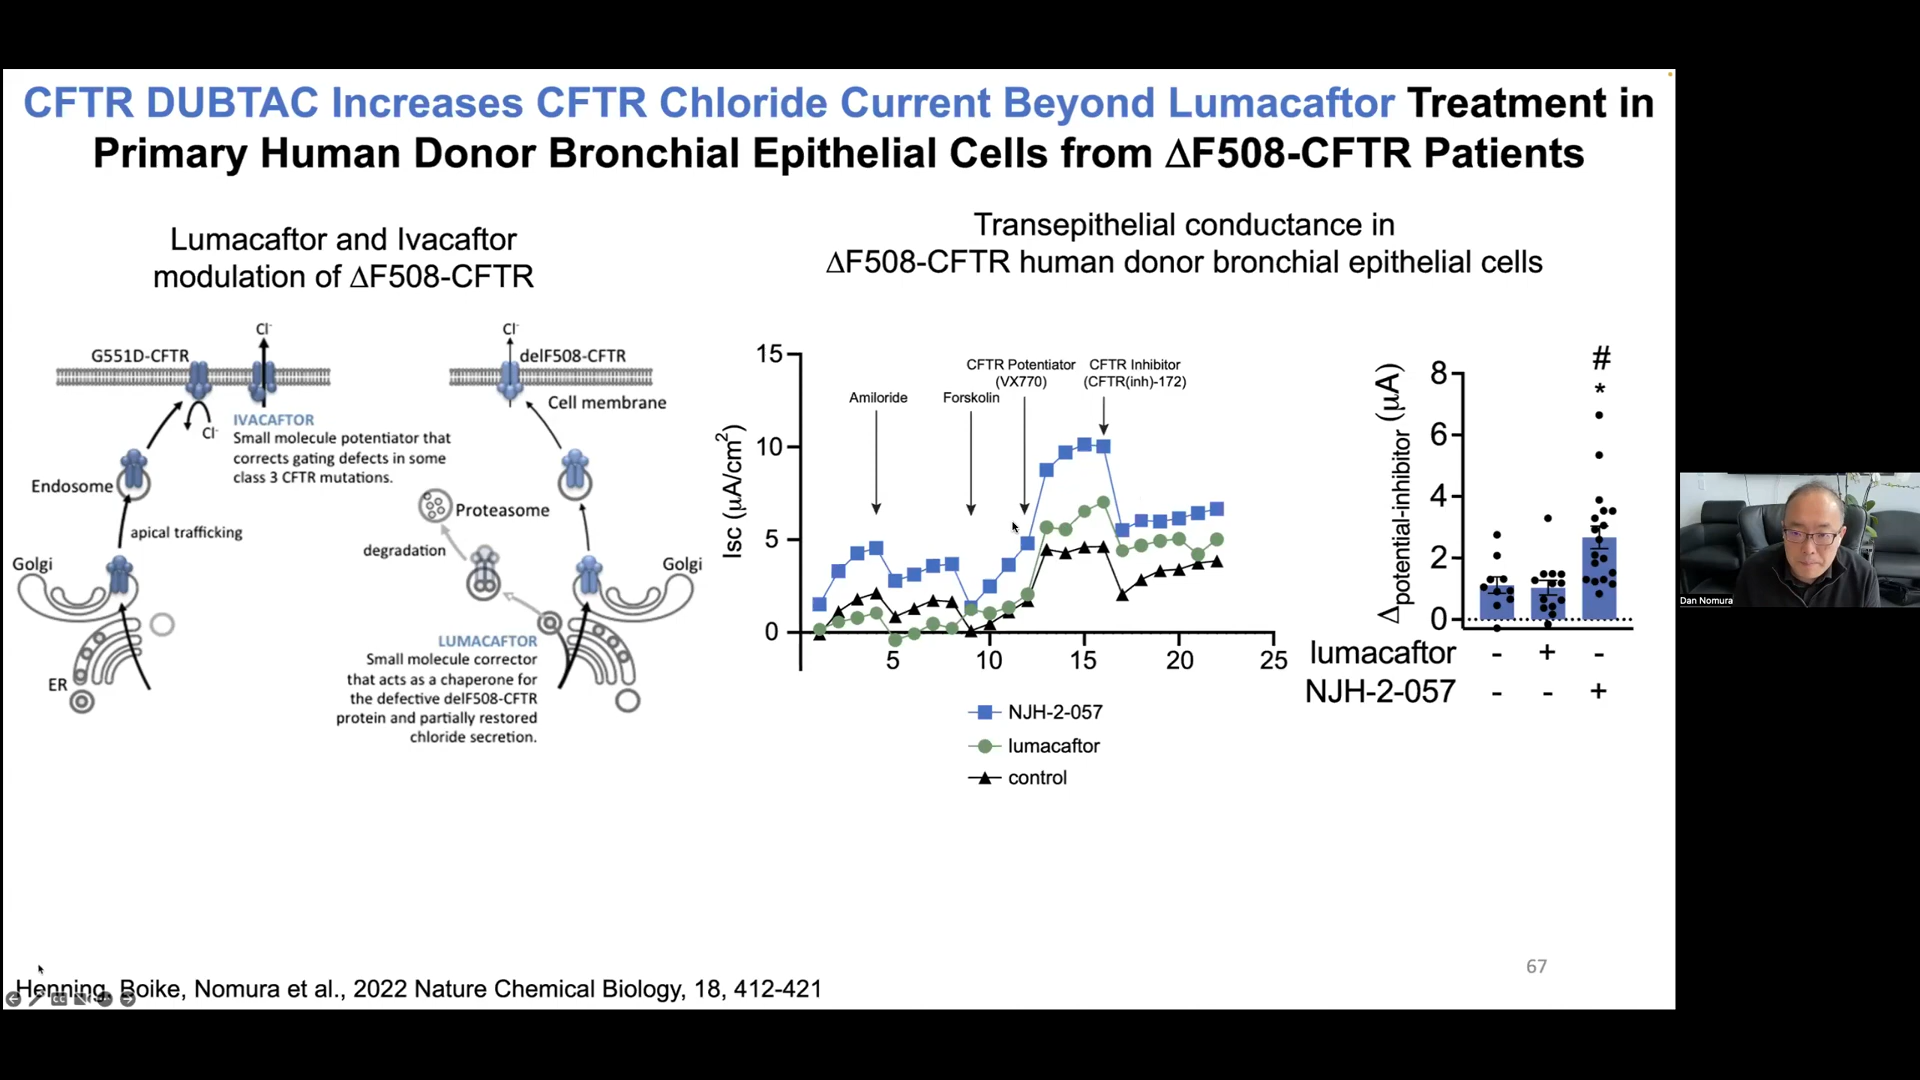 CFTR DUBTAC Increases CFTR Chloride Current Beyond Lumacaftor Treatment in
Primary Human Donor Bronchial Epithelial Cells from ΔF508-CFTR Patients
Lumacaftor and Ivacaftor
modulation of ΔF508-CFTR
Cl⁻
G551D-CFTR
Cl⁻
IVACAFTOR
Small molecule potentiator that
corrects gating defects in some
class 3 CFTR mutations.
Endosome
apical trafficking
Golgi
ER
Cl⁻
delF508-CFTR
Cell membrane
Proteasome
degradation
Golgi
LUMACAFTOR
Small molecule corrector
that acts as a chaperone for
the defective delF508-CFTR
protein and partially restored
chloride secretion.
Transepithelial conductance in
ΔF508-CFTR human donor bronchial epithelial cells
Isc (μA/cm²)
15
10
5
0
5 10 15 20 25
Amiloride
Forskolin
CFTR Potentiator
(VX770)
CFTR Inhibitor
(CFTR(inh)-172)
NJH-2-057
lumacaftor
control
Δpotential-inhibitor (μA)
8
6
4
2
0
#
*
lumacaftor - + -
NJH-2-057 - - +
67
Henning, Boike, Nomura et al., 2022 Nature Chemical Biology, 18, 412-421
Dan Nomura